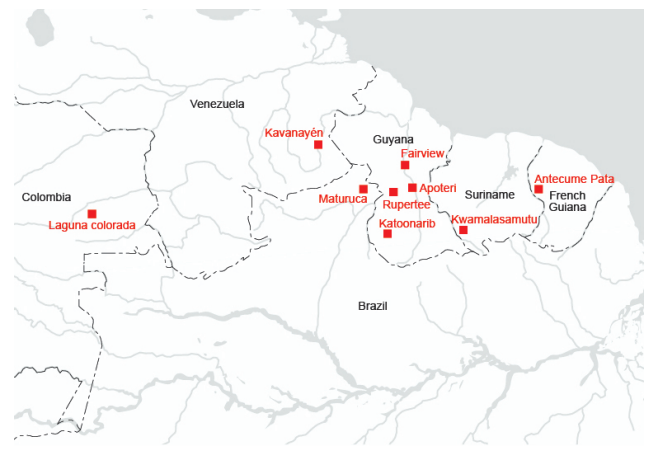 Venezuela
Kavanayén
Guyana
Fairview
Antecume Pata
Maturuca
Apoteri
Suriname
French
Guiana
Colombia
Rupertee
Laguna colorada
Katoonarib
Kwamalasamutu
Brazil